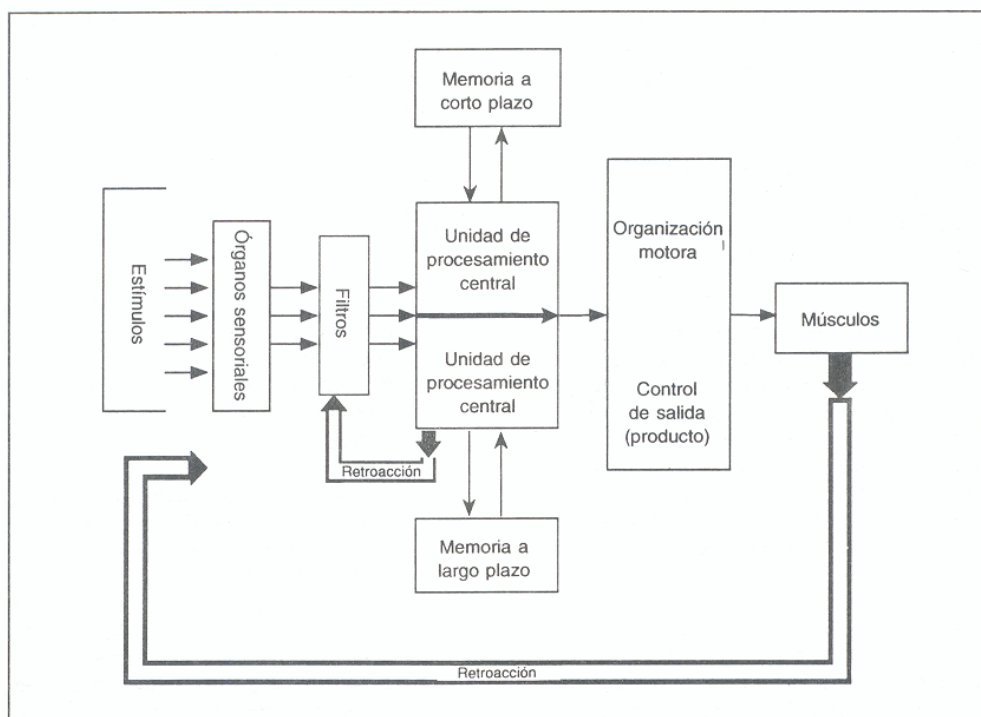 Memoria a
corto plazo
Estímulos
Órganos sensoriales
Filtros
Unidad de
procesamiento
central
Unidad de
procesamiento
central
Organización
motora
Control
de salida
(producto)
Músculos
Retroacción
Memoria a
largo plazo
Retroacción